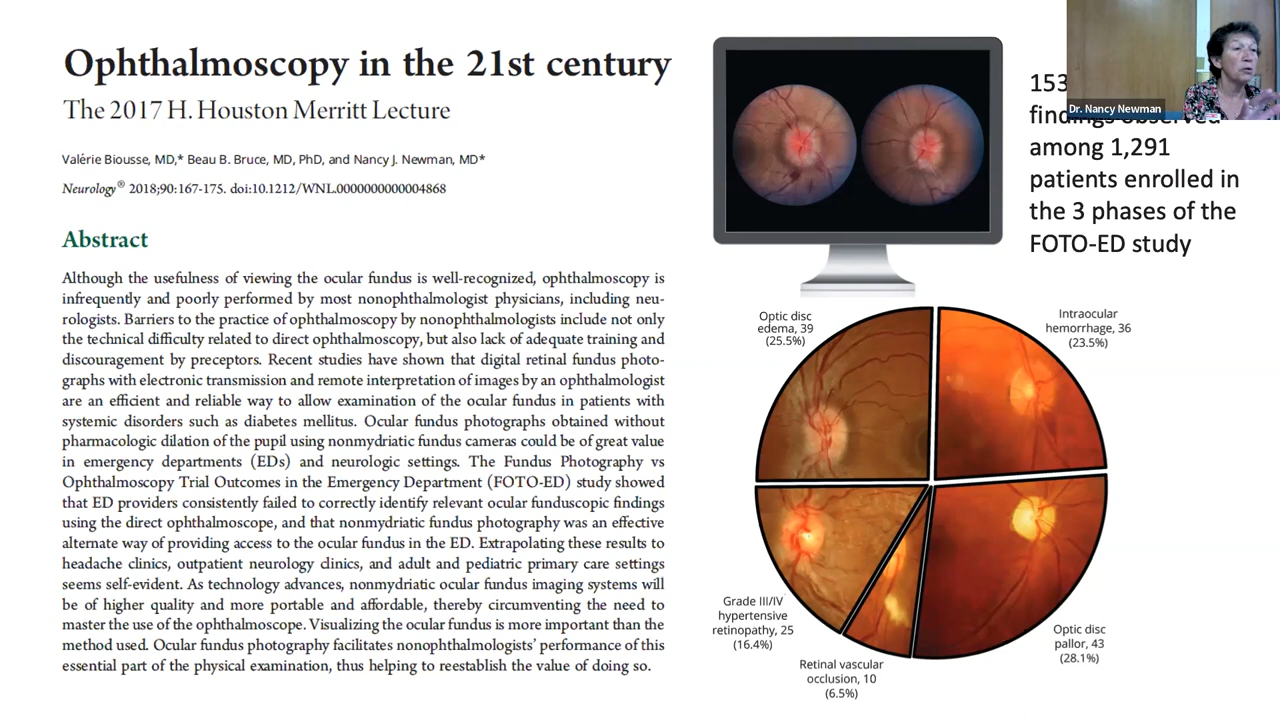 Ophthalmoscopy in the 21st century
The 2017 H. Houston Merritt Lecture
Valérie Biousse, MD,* Beau B. Bruce, MD, PhD, and Nancy J. Newman, MD*
Neurology® 2018;90:167-175. doi:10.1212/WNL.0000000000004868
Abstract
Although the usefulness of viewing the ocular fundus is well-recognized, ophthalmoscopy is
infrequently and poorly performed by most nonophthalmologist physicians, including neu-
rologists. Barriers to the practice of ophthalmoscopy by nonophthalmologists include not only
the technical difficulty related to direct ophthalmoscopy, but also lack of adequate training and
discouragement by preceptors. Recent studies have shown that digital retinal fundus photo-
graphs with electronic transmission and remote interpretation of images by an ophthalmologist
are an efficient and reliable way to allow examination of the ocular fundus in patients with
systemic disorders such as diabetes mellitus. Ocular fundus photographs obtained without
pharmacologic dilation of the pupil using nonmydriatic fundus cameras could be of great value
in emergency departments (EDs) and neurologic settings. The Fundus Photography vs
Ophthalmoscopy Trial Outcomes in the Emergency Department (FOTO-ED) study showed
that ED providers consistently failed to correctly identify relevant ocular funduscopic findings
using the direct ophthalmoscope, and that nonmydriatic fundus photography was an effective
alternate way of providing access to the ocular fundus in the ED. Extrapolating these results to
headache clinics, outpatient neurology clinics, and adult and pediatric primary care settings
seems self-evident. As technology advances, nonmydriatic ocular fundus imaging systems will
be of higher quality and more portable and affordable, thereby circumventing the need to
master the use of the ophthalmoscope. Visualizing the ocular fundus is more important than the
method used. Ocular fundus photography facilitates nonophthalmologists' performance of this
essential part of the physical examination, thus helping to reestablish the value of doing so.
153
Dr. Nancy Newman
findings observed
among 1,291
patients enrolled in
the 3 phases of the
FOTO-ED study
Optic disc
edema, 39
(25.5%)
Intraocular
hemorrhage, 36
(23.5%)
Grade III/IV
hypertensive
retinopathy, 25
(16.4%)
Retinal vascular
occlusion, 10
(6.5%)
Optic disc
pallor, 43
(28.1%)